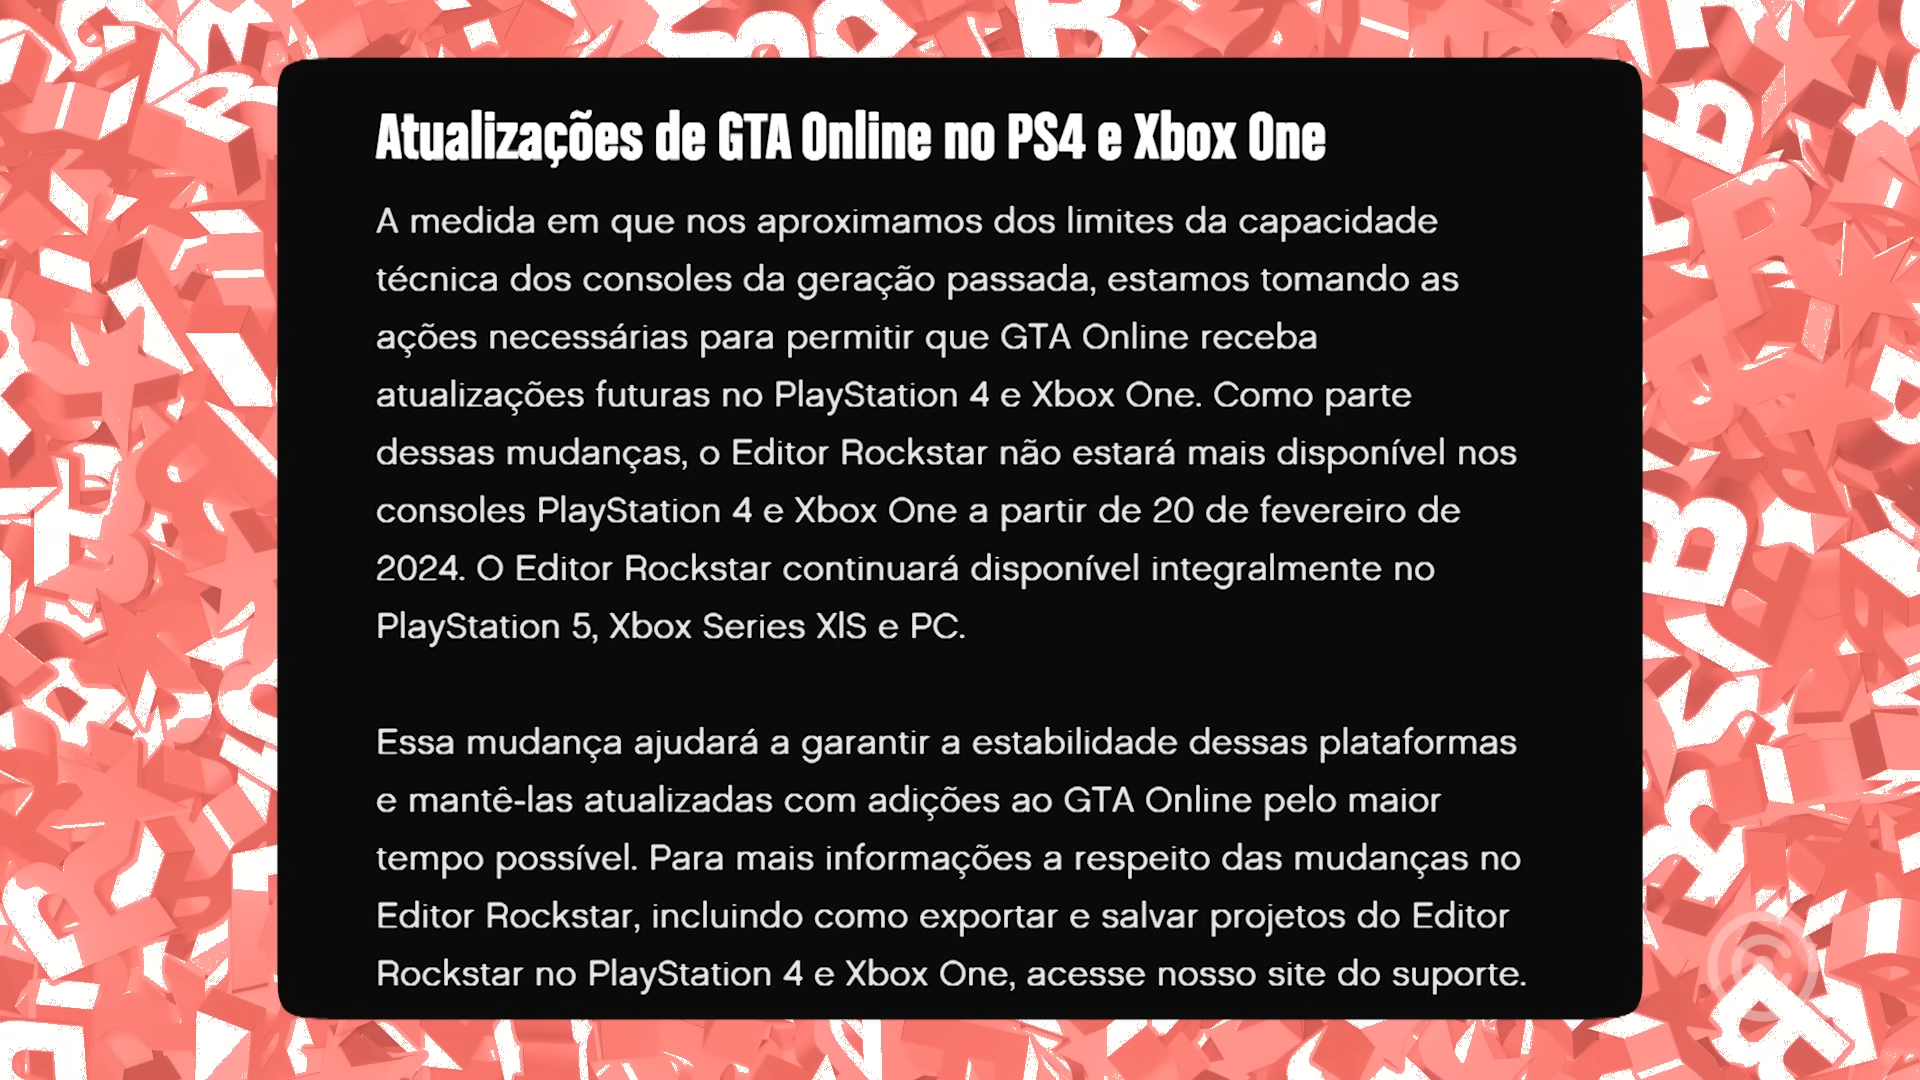 Atualizações de GTA Online no PS4 e Xbox One
A medida em que nos aproximamos dos limites da capacidade
técnica dos consoles da geração passada, estamos tomando as
ações necessárias para permitir que GTA Online receba
atualizações futuras no PlayStation 4 e Xbox One. Como parte
dessas mudanças, o Editor Rockstar não estará mais disponível nos
consoles PlayStation 4 e Xbox One a partir de 20 de fevereiro de
2024. O Editor Rockstar continuará disponível integralmente no
PlayStation 5, Xbox Series XlS e PC.
Essa mudança ajudará a garantir a estabilidade dessas plataformas
e mantê-las atualizadas com adições ao GTA Online pelo maior
tempo possível. Para mais informações a respeito das mudanças no
Editor Rockstar, incluindo como exportar e salvar projetos do Editor
Rockstar no PlayStation 4 e Xbox One, acesse nosso site do suporte.